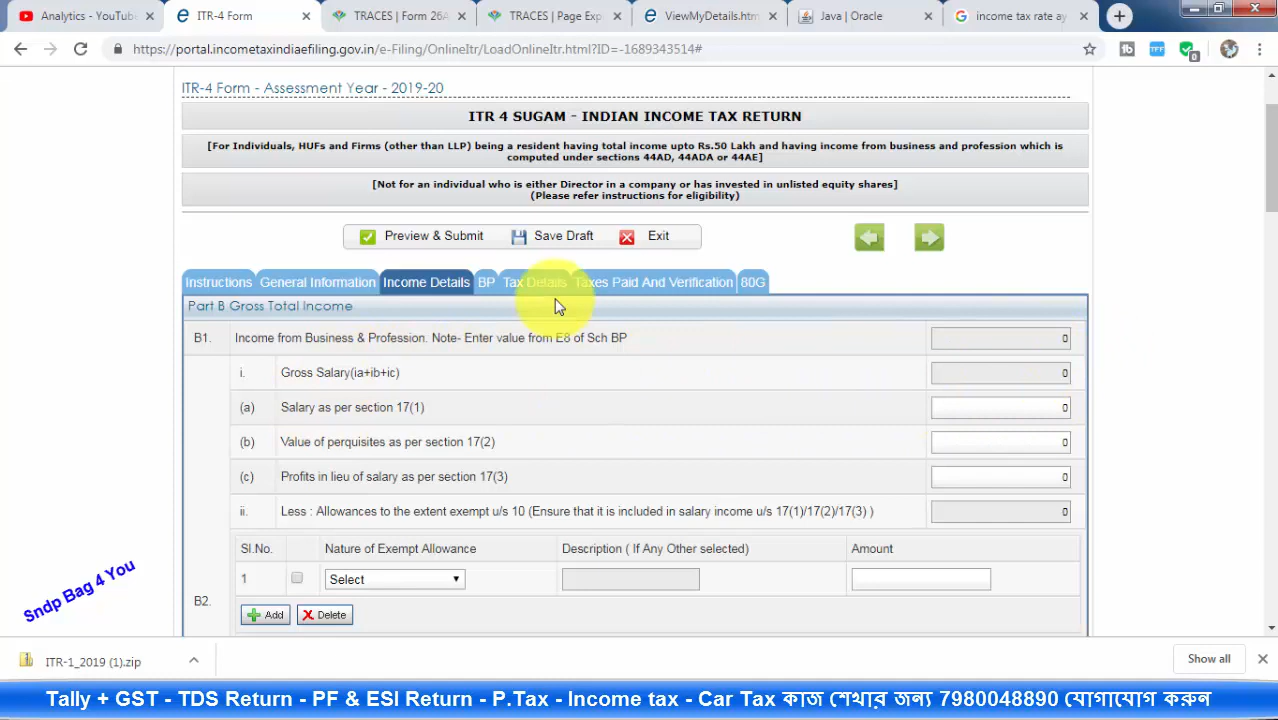 Analytics - YouTube
ITR-4 Form
TRACES | Form 26A
TRACES | Page Exp
ViewMyDetails.htm
Java | Oracle
income tax rate ay
https://portal.incometaxindiaefiling.gov.in/e-Filing/OnlineItr/LoadOnlineItr.html?ID=-1689343514#
ITR-4 Form - Assessment Year - 2019-20
ITR 4 SUGAM - INDIAN INCOME TAX RETURN
[For Individuals, HUFs and Firms (other than LLP) being a resident having total income upto Rs.50 Lakh and having income from business and profession which is
computed under sections 44AD, 44ADA or 44AE]
[Not for an individual who is either Director in a company or has invested in unlisted equity shares]
(Please refer instructions for eligibility)
Preview & Submit Save Draft Exit
Instructions General Information Income Details BP Tax Details Taxes Paid And Verification 80G
Part B Gross Total Income
B1. Income from Business & Profession. Note- Enter value from E8 of Sch BP 0
i. Gross Salary(ia+ib+ic) 0
(a) Salary as per section 17(1) 0
(b) Value of perquisites as per section 17(2) 0
(c) Profits in lieu of salary as per section 17(3) 0
ii. Less : Allowances to the extent exempt u/s 10 (Ensure that it is included in salary income u/s 17(1)/17(2)/17(3) ) 0
Sl.No. Nature of Exempt Allowance Description ( If Any Other selected) Amount
1 Select
B2.
Add Delete
Sndp Bag 4 You
ITR-1_2019 (1).zip
Show all
Tally + GST - TDS Return - PF & ESI Return - P.Tax - Income tax - Car Tax কাজ শেখার জন্য 7980048890 যোগাযোগ করুন